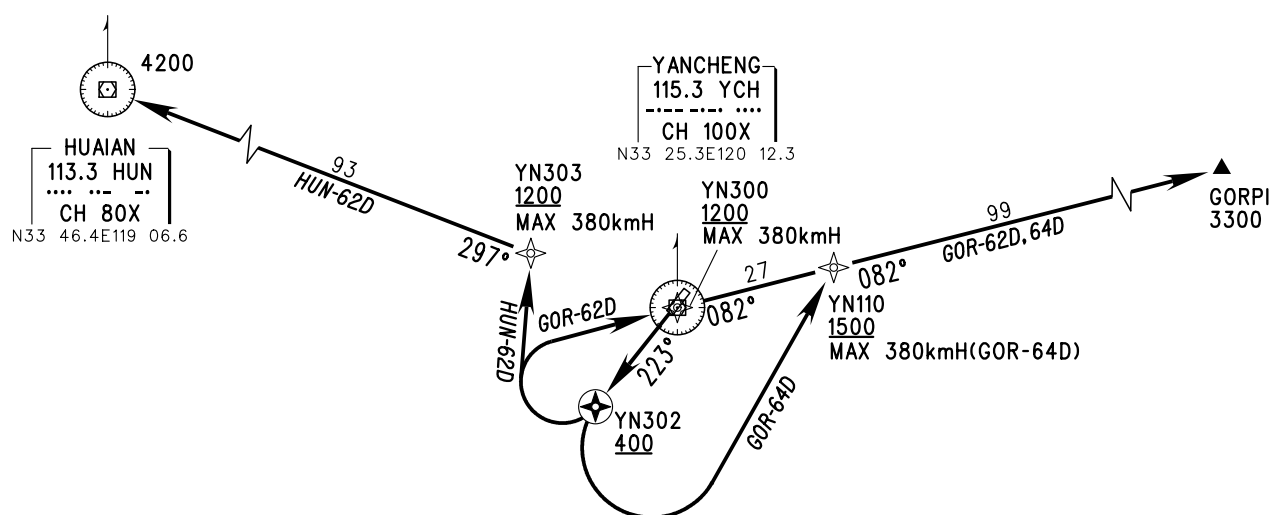 4200
HUAIAN
113.3 HUN
CH 80X
N33 46.4E119 06.6
93
HUN-62D
297°
YN303
1200
MAX 380kmH
HUN-62D
GOR-62D
YANCHENG
115.3 YCH
CH 100X
N33 25.3E120 12.3
YN300
1200
MAX 380kmH
27
082°
223°
YN302
400
GOR-64D
082°
YN110
1500
MAX 380kmH(GOR-64D)
99
GOR-62D,64D
GORPI
3300